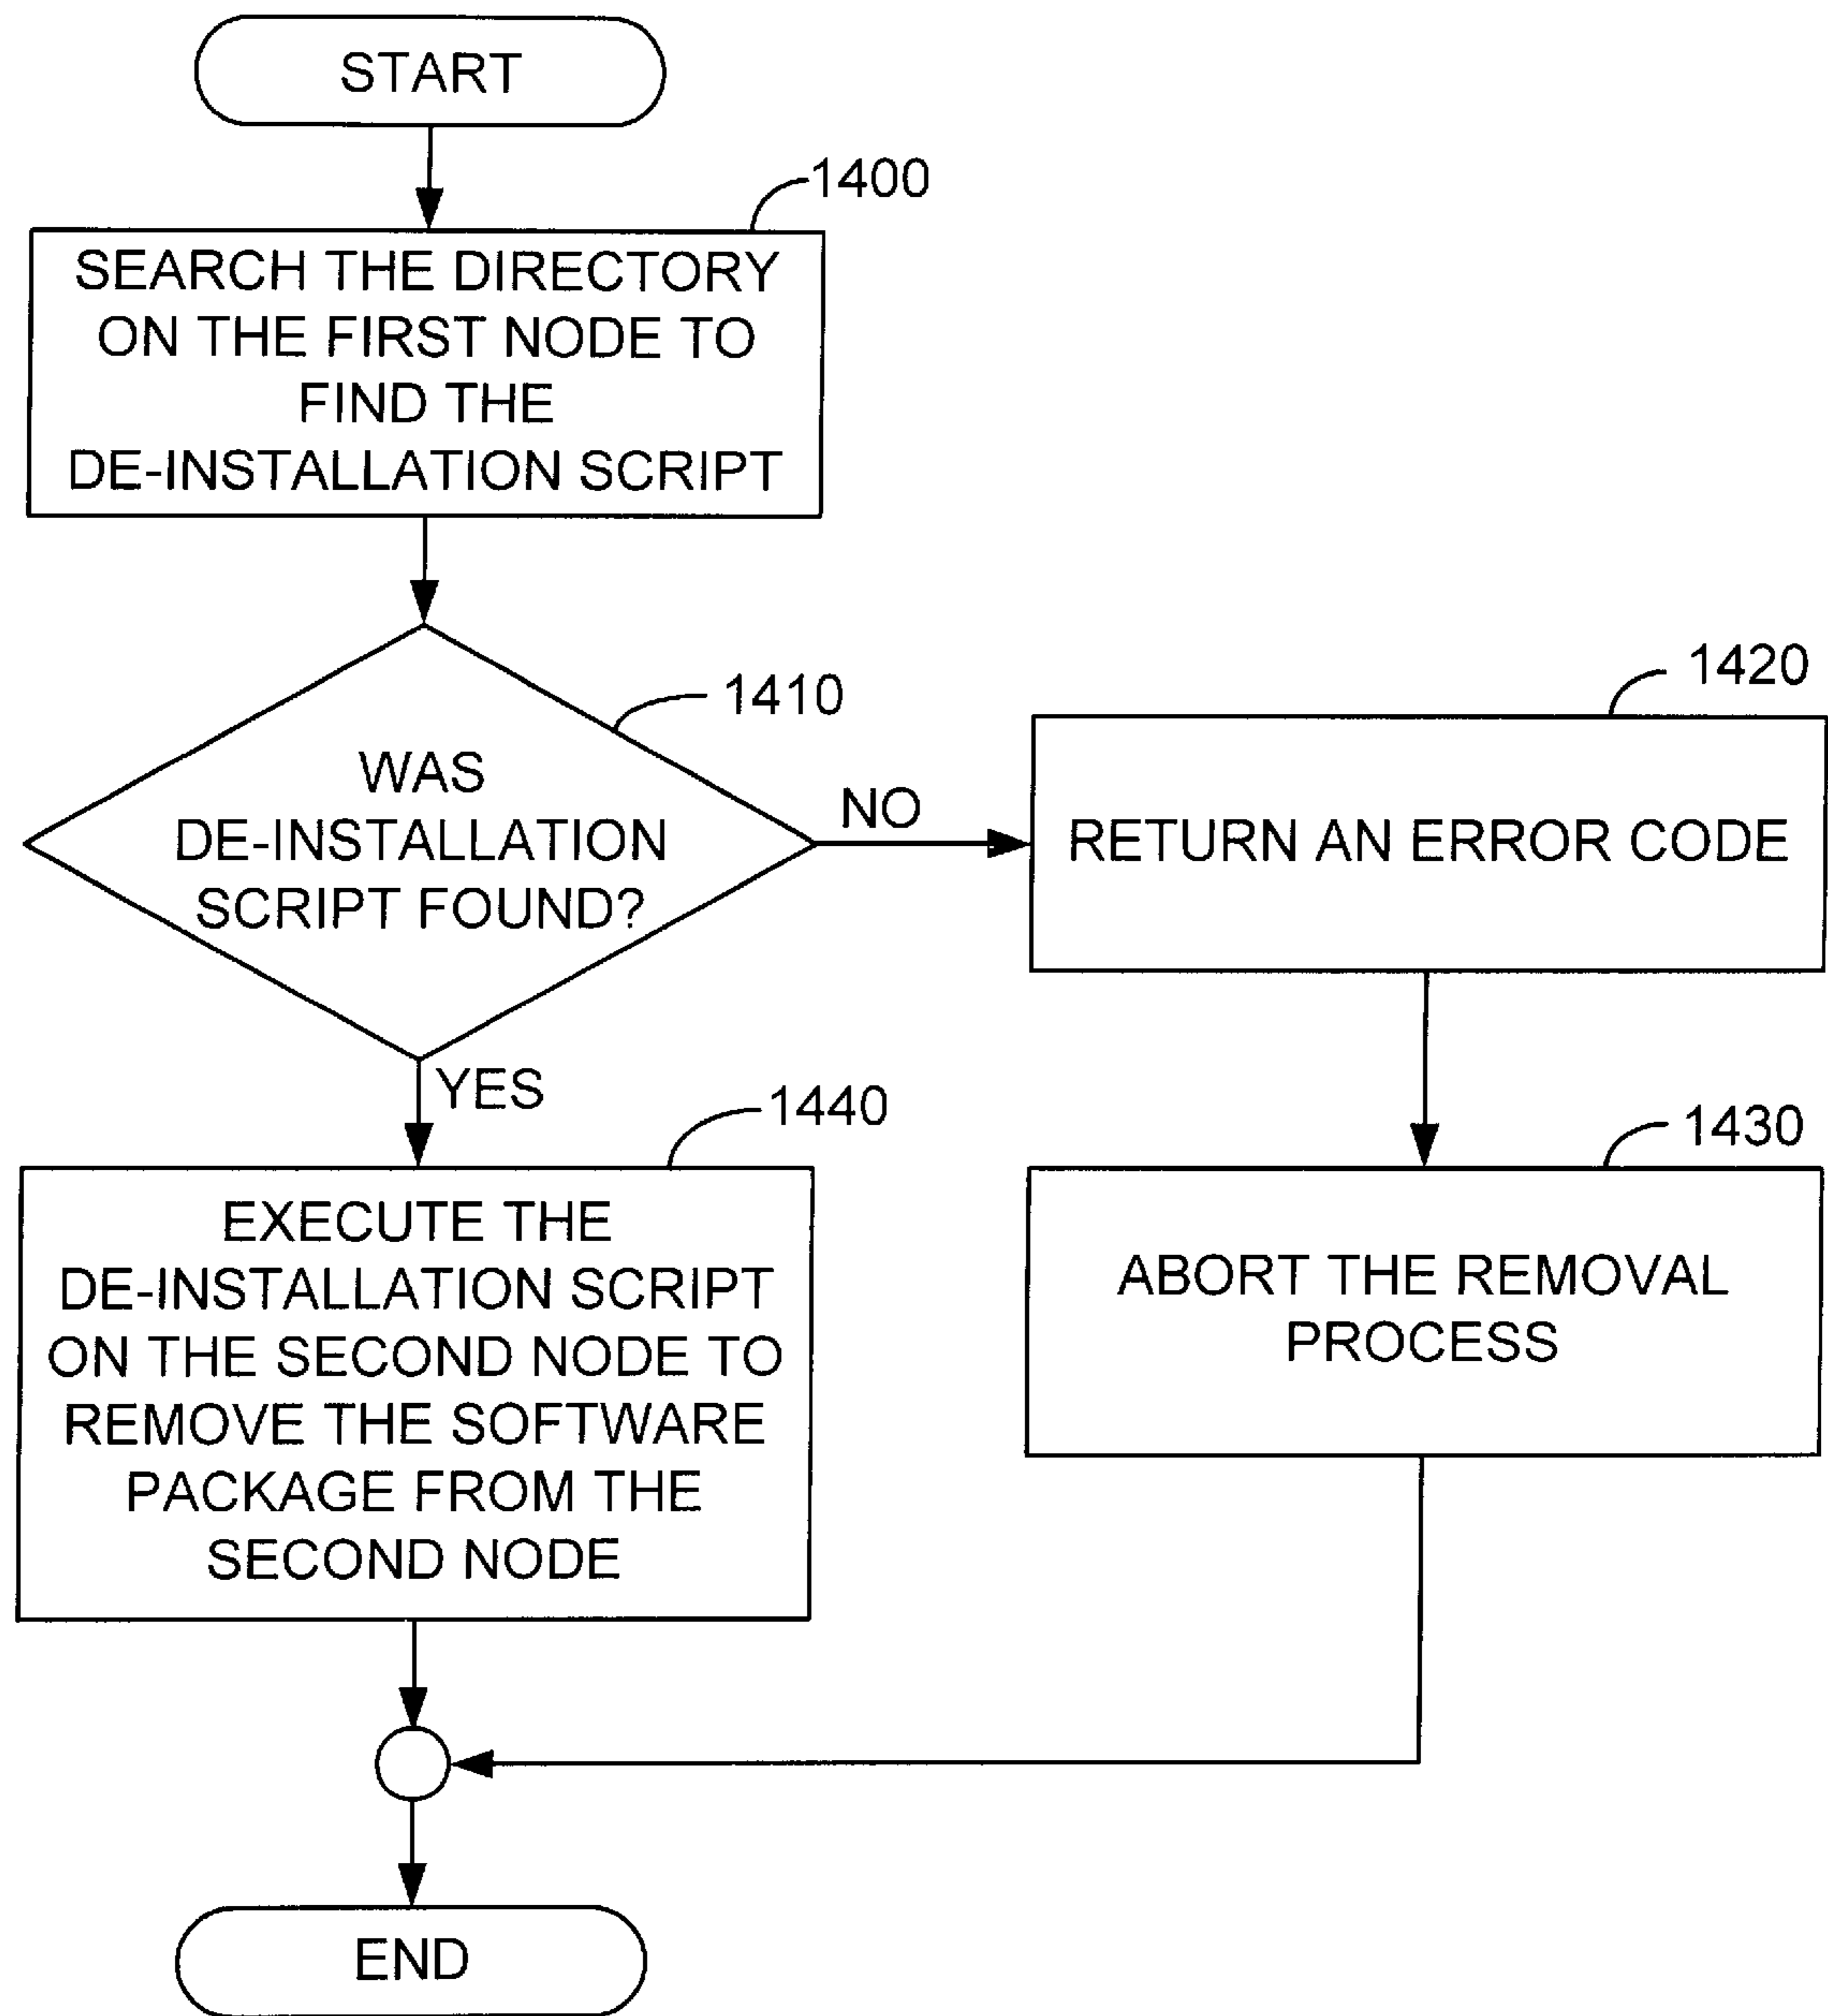 START
1400
SEARCH THE DIRECTORY
ON THE FIRST NODE TO
FIND THE
DE-INSTALLATION SCRIPT
1410
WAS
DE-INSTALLATION
SCRIPT FOUND?
NO
1420
RETURN AN ERROR CODE
YES
1440
EXECUTE THE
DE-INSTALLATION SCRIPT
ON THE SECOND NODE TO
REMOVE THE SOFTWARE
PACKAGE FROM THE
SECOND NODE
1430
ABORT THE REMOVAL
PROCESS
END